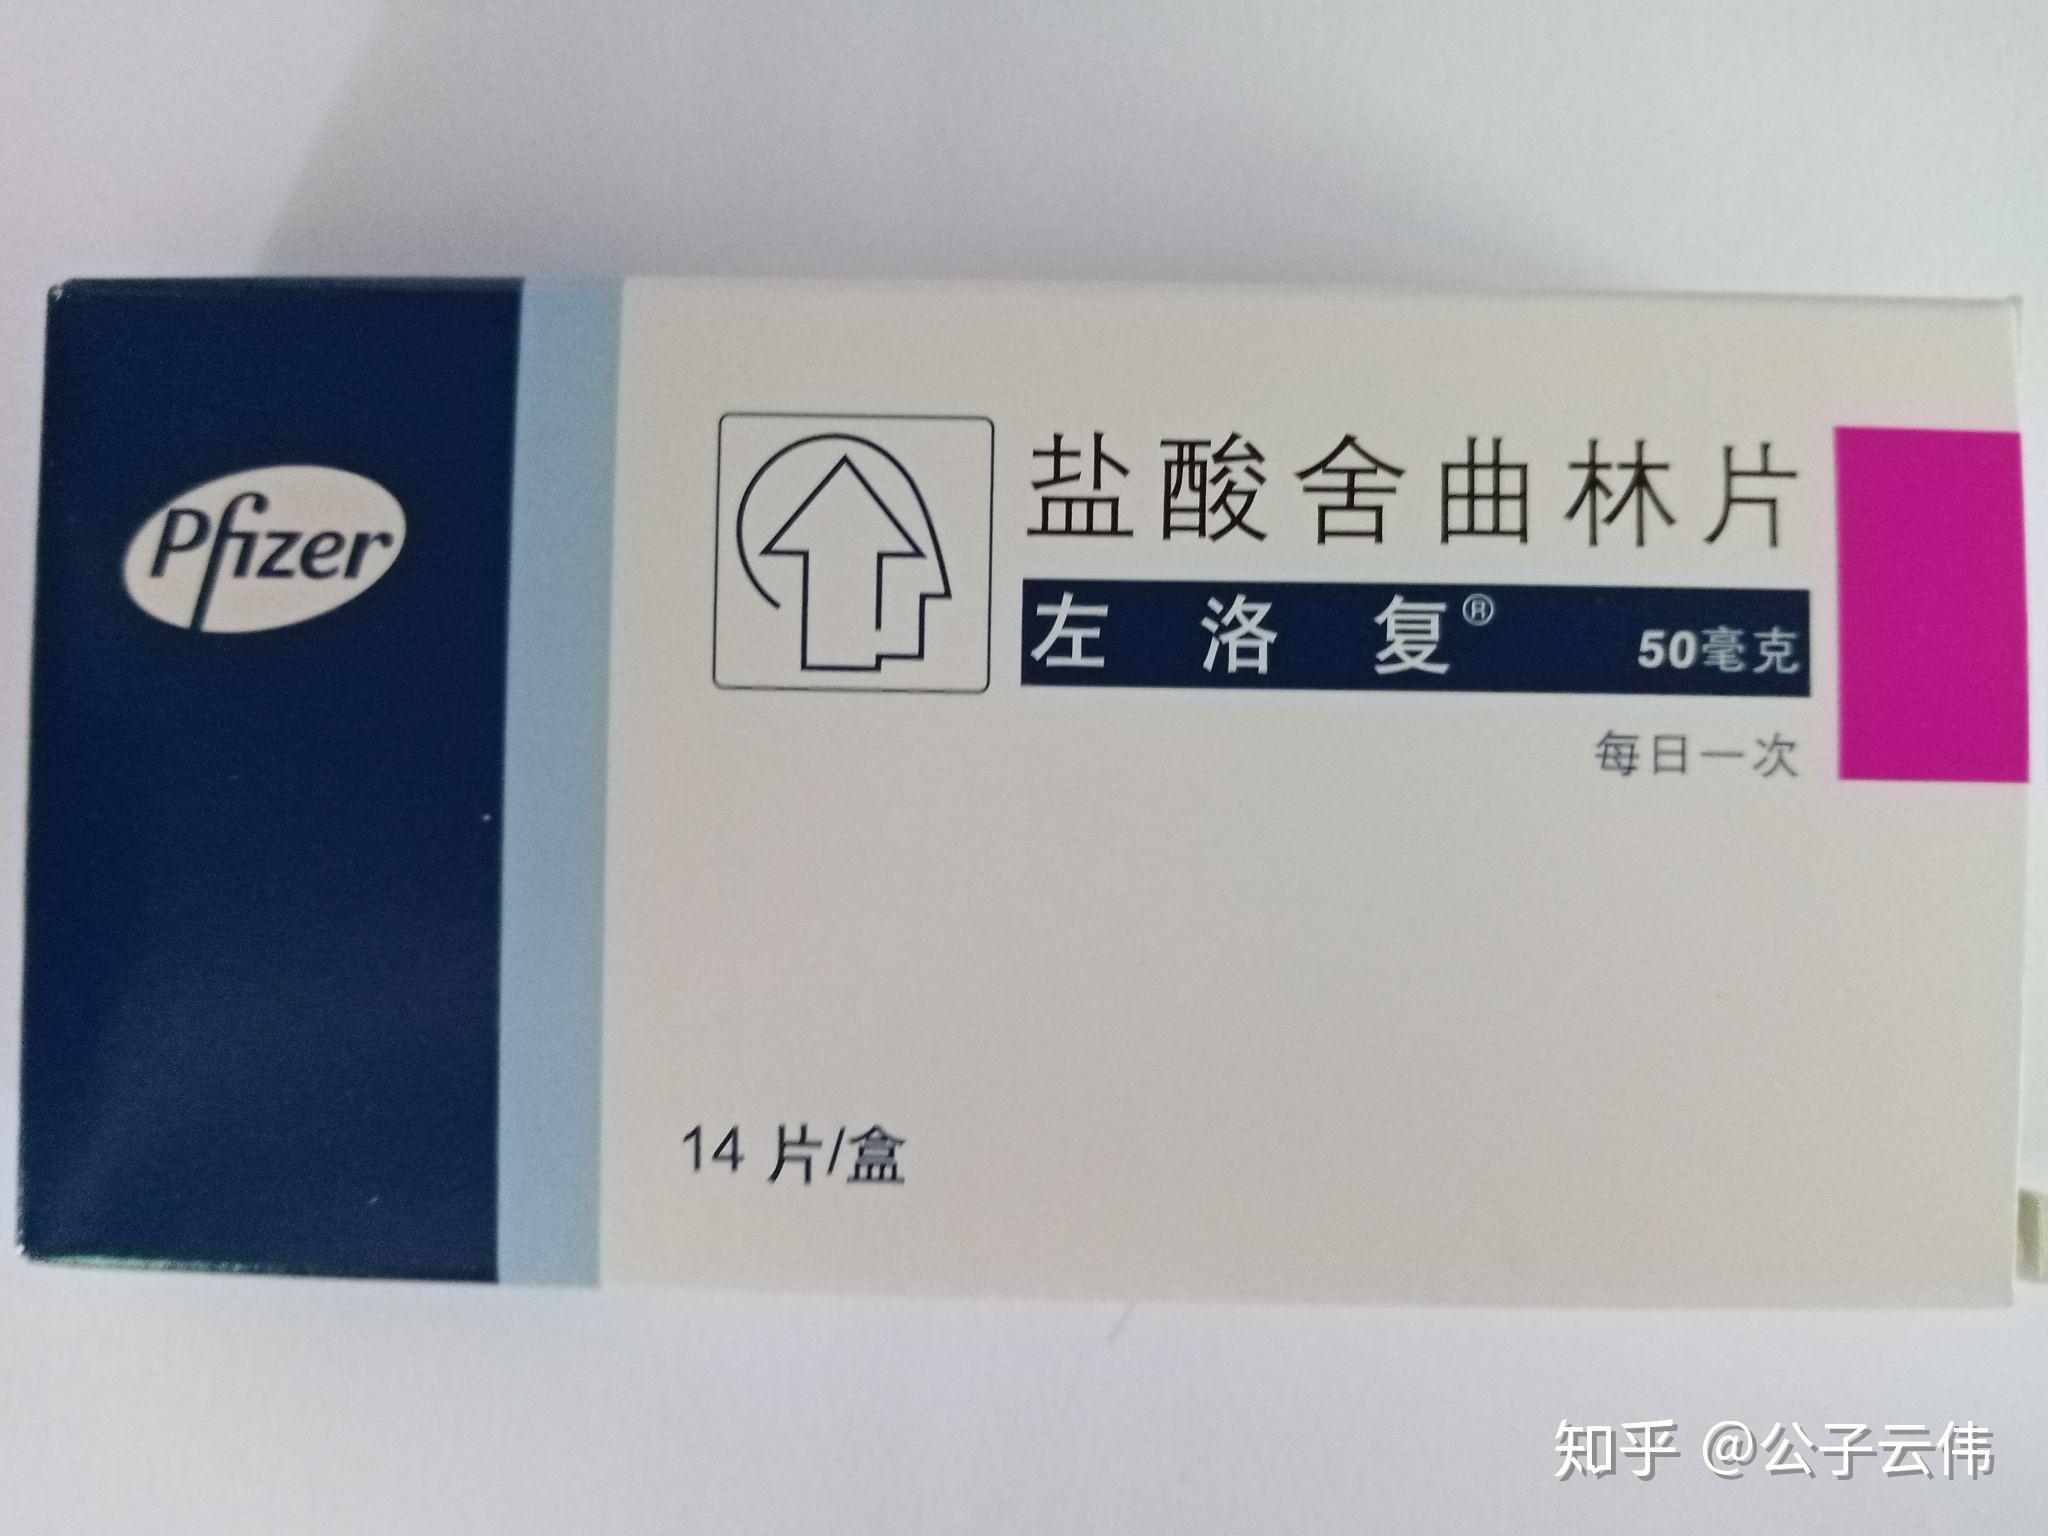 Pfizer
盐酸舍曲林片
左洛复® 50毫克
每日一次
14 片/盒
知乎 @公子云伟